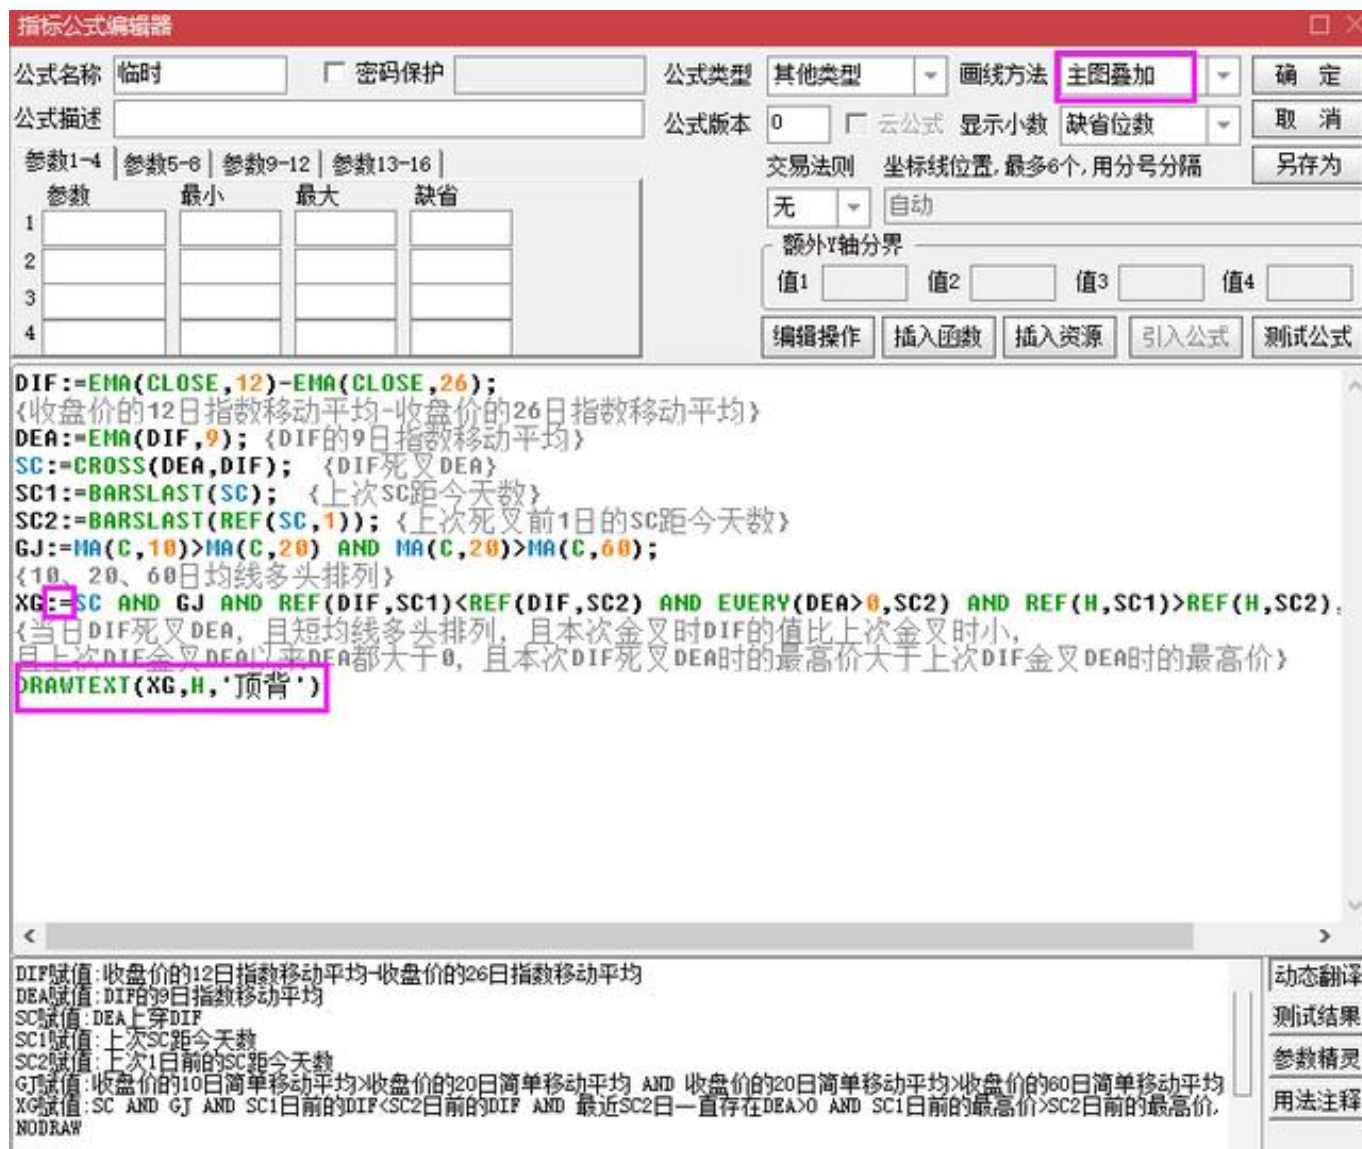 指标公式编辑器
公式名称 临时 密码保护 公式类型 其他类型 画线方法 主图叠加 确 定
公式描述 公式版本 0 云公式 显示小数 缺省位数 取 消
参数1-4 参数5-8 参数9-12 参数13-16 交易法则 坐标线位置,最多6个,用分号分隔 另存为
参数 最小 最大 缺省 无 自动
1
额外Y轴分界
2 值1 值2 值3 值4
3
4 编辑操作 插入函数 插入资源 引入公式 测试公式
DIF:=EMA(CLOSE,12)-EMA(CLOSE,26);
{收盘价的12日指数移动平均-收盘价的26日指数移动平均}
DEA:=EMA(DIF,9); {DIF的9日指数移动平均}
SC:=CROSS(DEA,DIF); {DIF死叉DEA}
SC1:=BARSLAST(SC); {上次SC距今天数}
SC2:=BARSLAST(REF(SC,1)); {上次死叉前1日的SC距今天数}
GJ:=MA(C,10)>MA(C,20) AND MA(C,20)>MA(C,60);
{10、20、60日均线多头排列}
XG:=SC AND GJ AND REF(DIF,SC1)<REF(DIF,SC2) AND EVERY(DEA>0,SC2) AND REF(H,SC1)>REF(H,SC2),
{当日DIF死叉DEA，且短均线多头排列，且本次金叉时DIF的值比上次金叉时小，
且上次DIF金叉DEA以来DEA都大于0，且本次DIF死叉DEA时的最高价大于上次DIF金叉DEA时的最高价}
DRAWTEXT(XG,H,'顶背')
DIF赋值:收盘价的12日指数移动平均-收盘价的26日指数移动平均
DEA赋值:DIF的9日指数移动平均
SC赋值:DEA上穿DIF
SC1赋值:上次SC距今天数
SC2赋值:上次1日前的SC距今天数
GJ赋值:收盘价的10日简单移动平均>收盘价的20日简单移动平均 AND 收盘价的20日简单移动平均>收盘价的60日简单移动平均
XG赋值:SC AND GJ AND SC1日前的DIF<SC2日前的DIF AND 最近SC2日一直存在DEA>0 AND SC1日前的最高价>SC2日前的最高价,
NODRAW
动态翻译
测试结果
参数精灵
用法注释